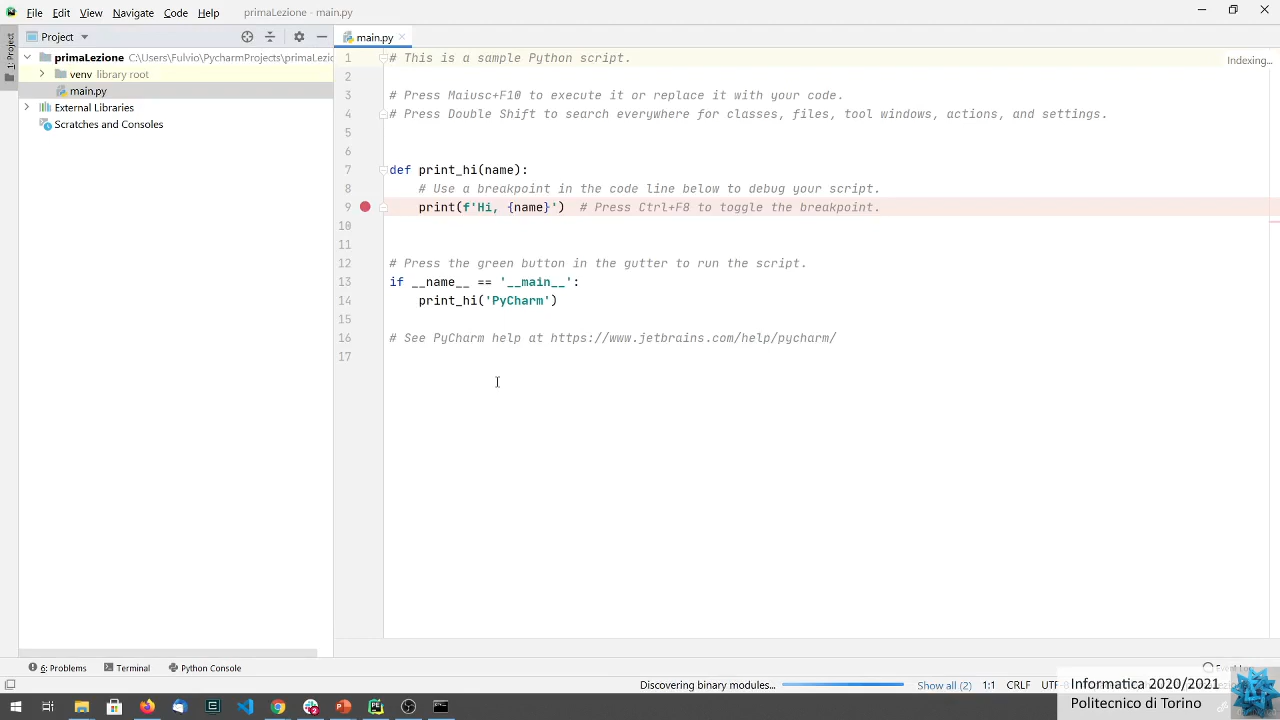 File Edit View Navigate Code Help primaLezione - main.py
1: Project
Project
main.py
primaLezione C:\Users\Fulvio\PycharmProjects\primaLezio
venv library root
main.py
External Libraries
Scratches and Consoles
Indexing...
1 # This is a sample Python script.
2
3 # Press Maiusc+F10 to execute it or replace it with your code.
4 # Press Double Shift to search everywhere for classes, files, tool windows, actions, and settings.
5
6
7 def print_hi(name):
8 # Use a breakpoint in the code line below to debug your script.
9 print(f'Hi, {name}') # Press Ctrl+F8 to toggle the breakpoint.
10
11
12 # Press the green button in the gutter to run the script.
13 if __name__ == '__main__':
14 print_hi('PyCharm')
15
16 # See PyCharm help at https://www.jetbrains.com/help/pycharm/
17
6: Problems Terminal Python Console
Discovering binary modules... Show all (2) 1:1 CRLF
Informatica 2020/2021
Politecnico di Torino